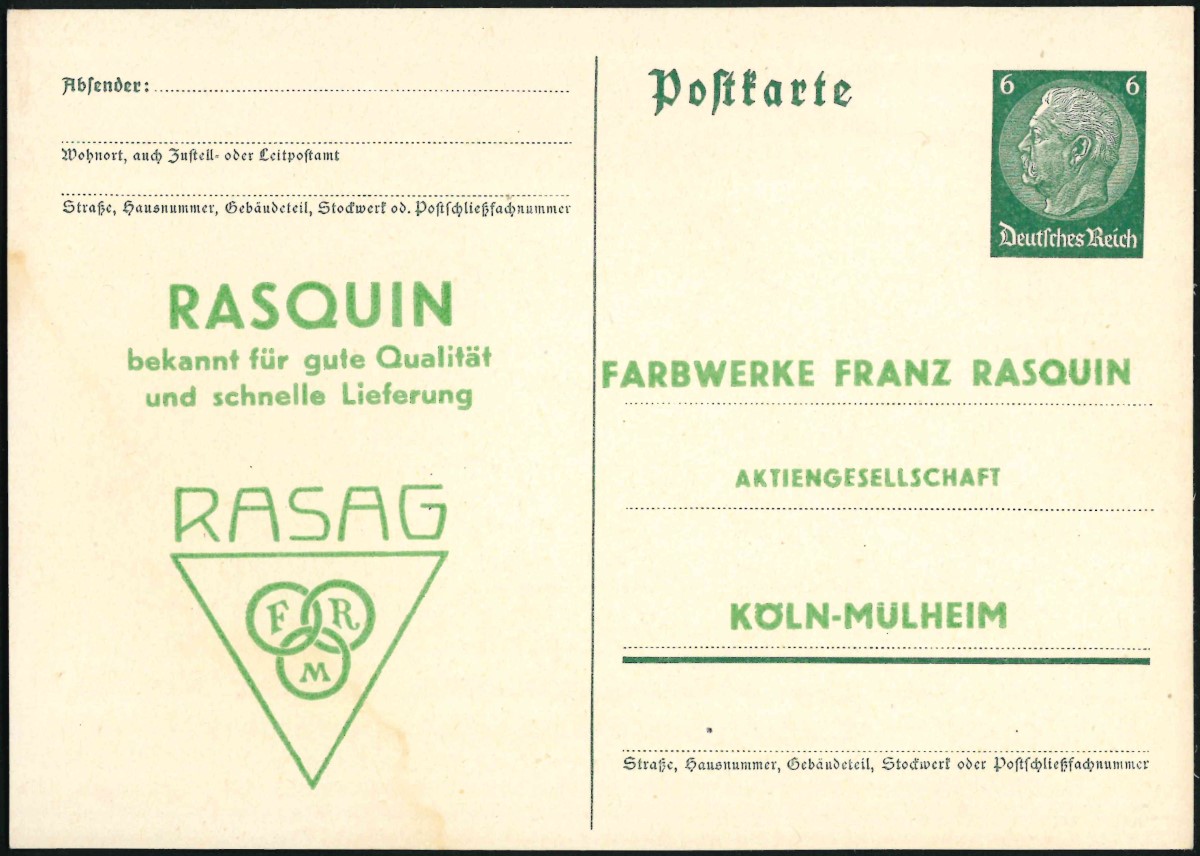 Absender:
Wohnort, auch Zustell- oder Leitpostamt
Straße, Hausnummer, Gebäudeteil, Stockwerk od. Postschließfachnummer
RASQUIN
bekannt für gute Qualität
und schnelle Lieferung
RASAG
F R
M
Postkarte
6 6
Deutsches Reich
FARBWERKE FRANZ RASQUIN
AKTIENGESELLSCHAFT
KÖLN-MÜLHEIM
Straße, Hausnummer, Gebäudeteil, Stockwerk oder Postschließfachnummer